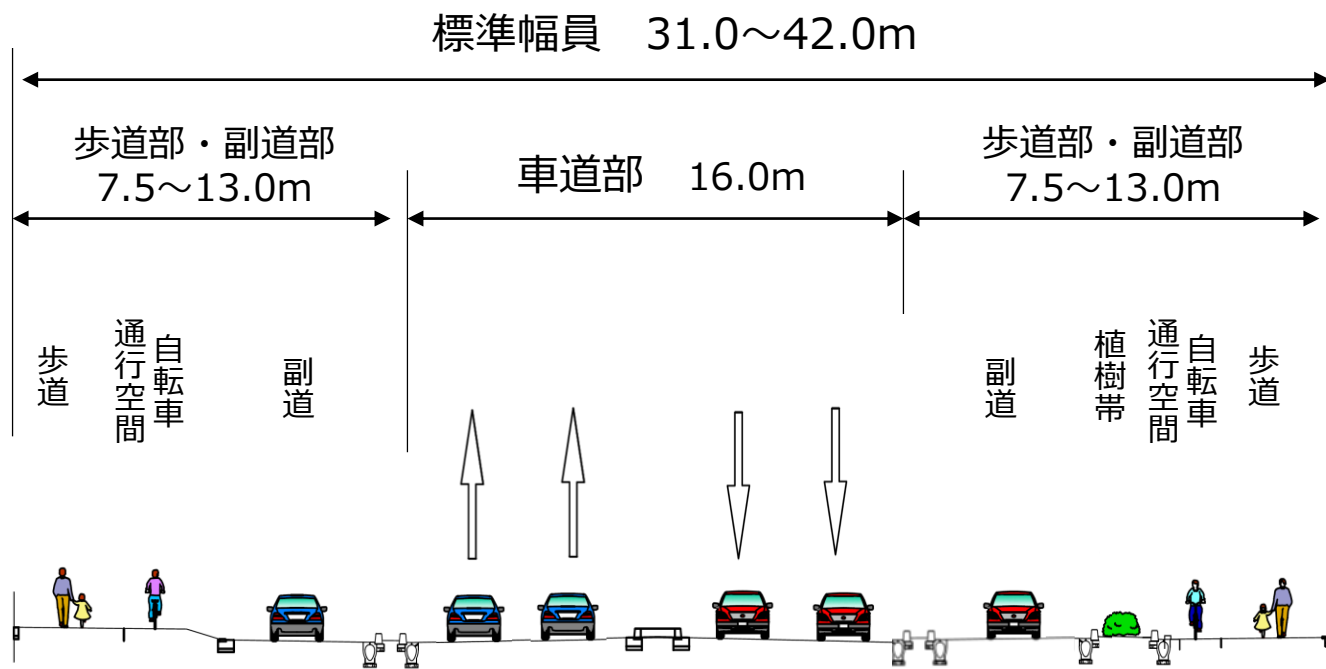 標準幅員　31.0～42.0m
歩道部・副道部
7.5～13.0m
車道部　16.0m
歩道部・副道部
7.5～13.0m
歩道
自転車
通行空間
副道
副道
植樹帯
自転車
通行空間
歩道